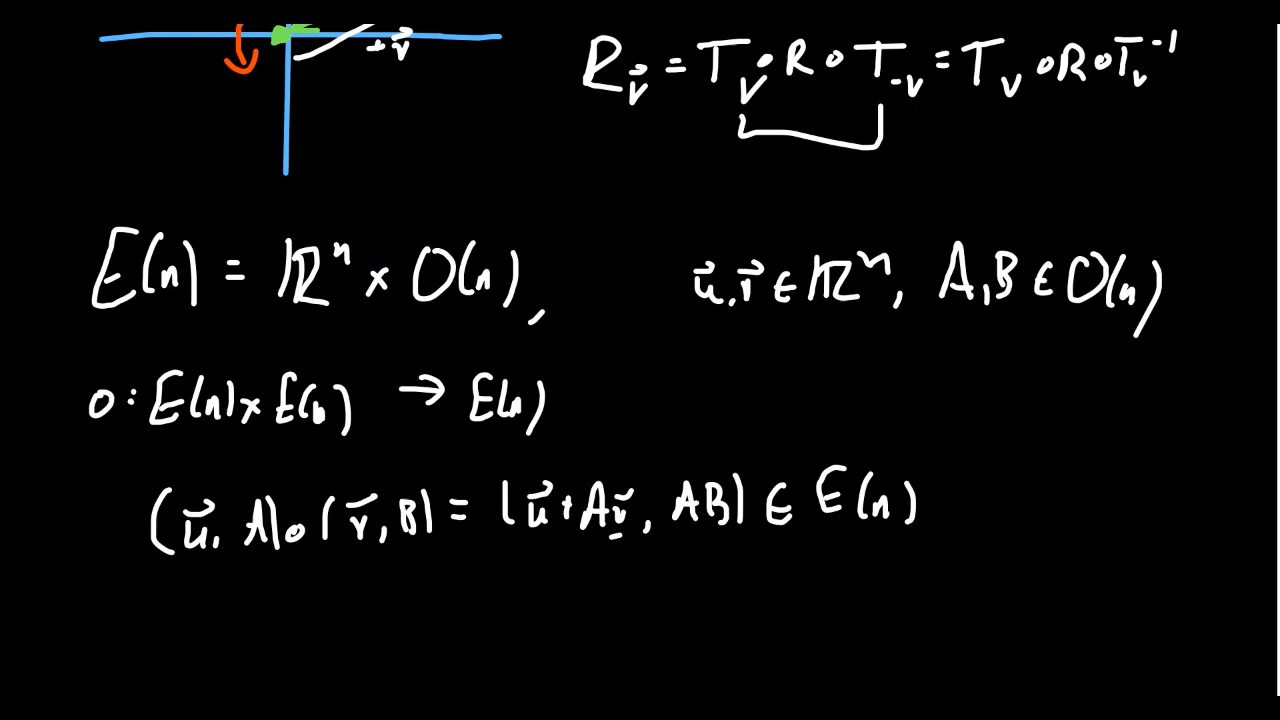 +v⃗
R_v⃗ = T_v∘R∘T_-v = T_v∘R∘T_v^-1
E(n) = ℝ^n × O(n), u⃗, v⃗ ∈ ℝ^n, A, B ∈ O(n)
∘ : E(n) × E(n) → E(n)
(u⃗, A)∘(v⃗, B) = (u⃗ + Av⃗, AB) ∈ E(n)